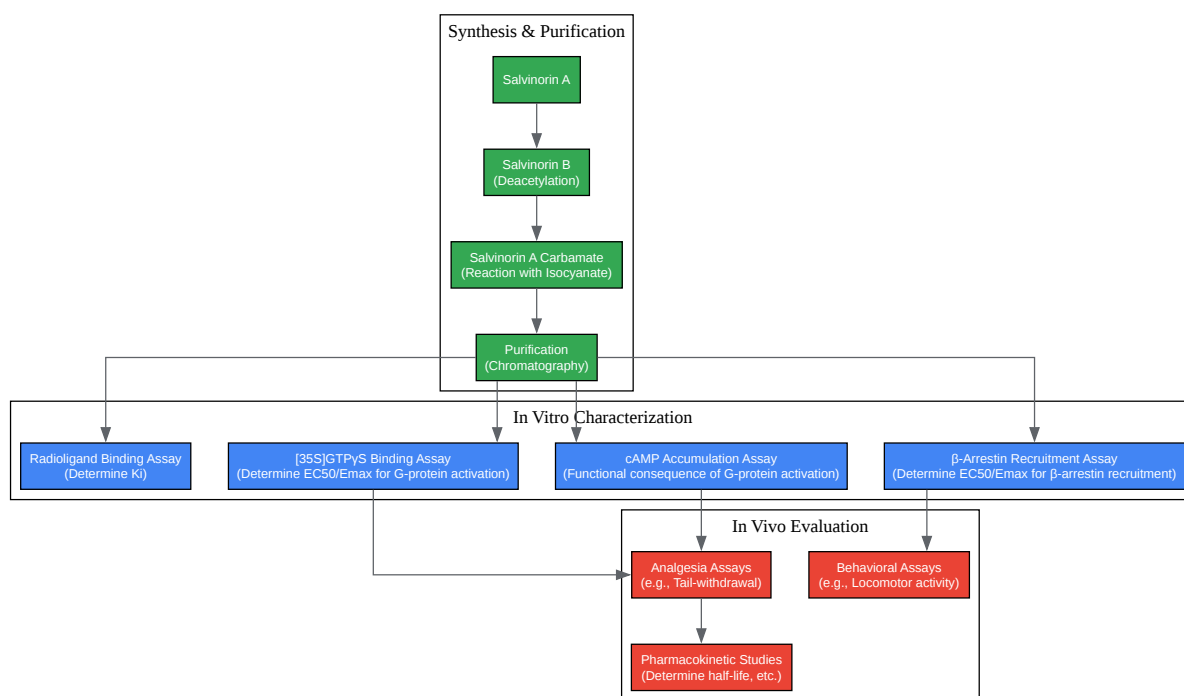 Synthesis & Purification
Salvinorin A
Salvinorin B
(Deacetylation)
Salvinorin A Carbamate
(Reaction with Isocyanate)
Purification
(Chromatography)
In Vitro Characterization
Radioligand Binding Assay
(Determine Ki)
[35S]GTPγS Binding Assay
(Determine EC50/Emax for G-protein activation)
cAMP Accumulation Assay
(Functional consequence of G-protein activation)
β-Arrestin Recruitment Assay
(Determine EC50/Emax for β-arrestin recruitment)
In Vivo Evaluation
Analgesia Assays
(e.g., Tail-withdrawal)
Behavioral Assays
(e.g., Locomotor activity)
Pharmacokinetic Studies
(Determine half-life, etc.)